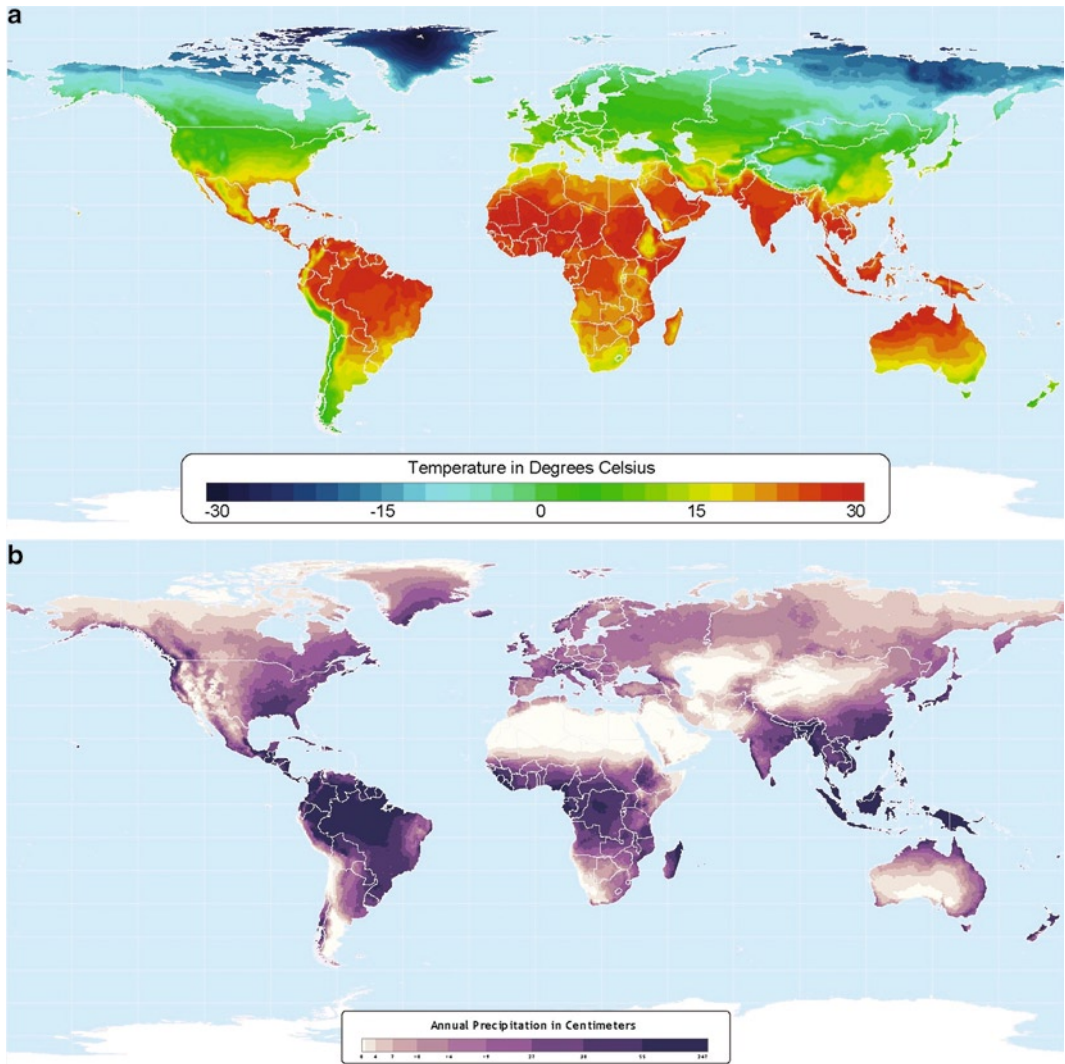 a
Temperature in Degrees Celsius
-30 -15 0 15 30
b
Annual Precipitation in Centimeters